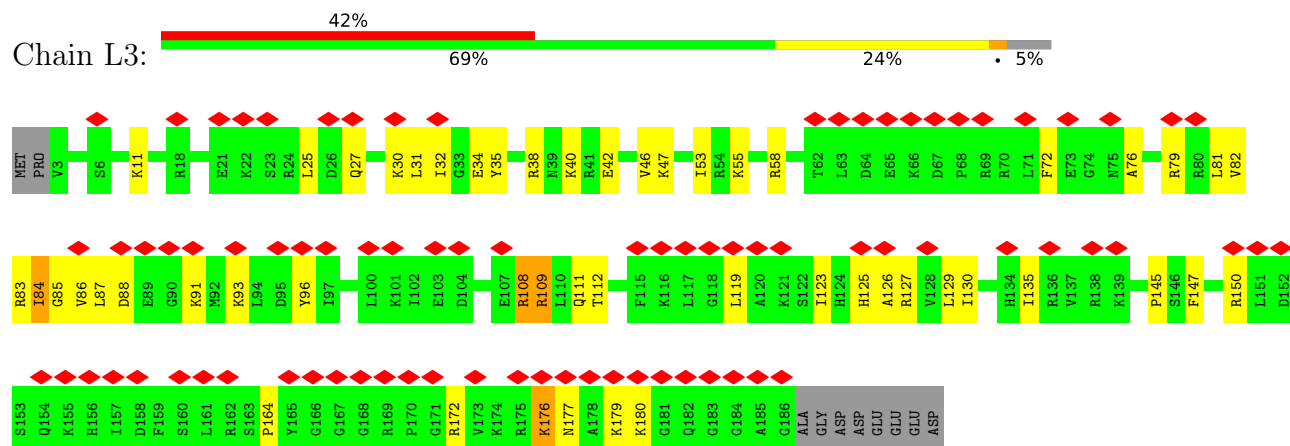 42%
Chain L3:
69% 24% • 5%
MET PRO V3 S6 K11 R18 E21 K22 S23 R24 L25 D26 Q27 K30 L31 I32 G33 E34 Y35 R38 N39 K40 R41 E42 V46 K47 I53 R54 K55 R58 T62 L63 D64 E65 K66 D67 P68 R69 R70 L71 F72 E73 G74 N75 A76 R79 R80 L81 V82
R83 I84 G85 V86 L87 D88 E89 G90 K91 M92 K93 L94 D95 Y96 I97 L100 K101 I102 E103 D104 E107 R108 R109 L110 Q111 T112 F115 K116 L117 G118 L119 A120 K121 S122 I123 H124 H125 A126 R127 V128 L129 I130 H134 I135 R136 V137 R138 K139 P145 S146 F147 R150 L151 D152
S153 Q154 K155 H156 I157 D158 F159 S160 L161 R162 S163 P164 Y165 G166 G167 G168 R169 P170 G171 R172 V173 K174 R175 K176 N177 A178 K179 K180 G181 Q182 G183 G184 A185 G186 ALA GLY ASP ASP GLU GLU GLU ASP